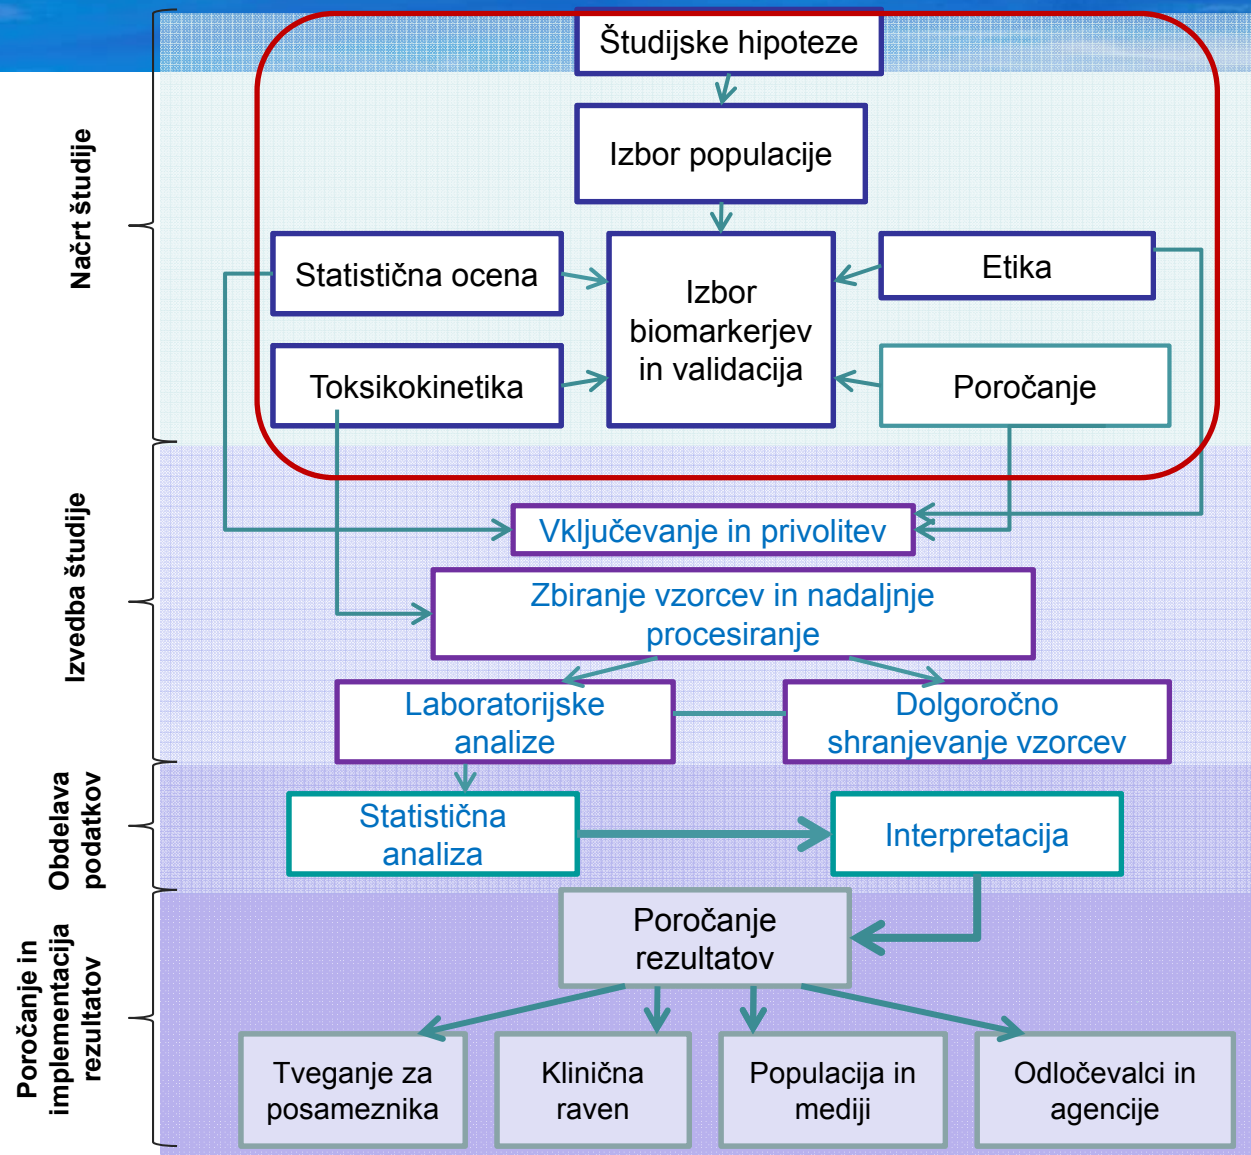 Načrt študije
Študijske hipoteze
Izbor populacije
Statistična ocena
Izbor
biomarkerjev
in validacija
Etika
Toksikokinetika
Poročanje
Izvedba študije
Vključevanje in privolitev
Zbiranje vzorcev in nadaljnje
procesiranje
Laboratorijske
analize
Dolgoročno
shranjevanje vzorcev
Obdelava
podatkov
Statistična
analiza
Interpretacija
Poročanje in
implementacija
rezultatov
Poročanje
rezultatov
Tveganje za
posameznika
Klinična
raven
Populacija in
mediji
Odločevalci in
agencije